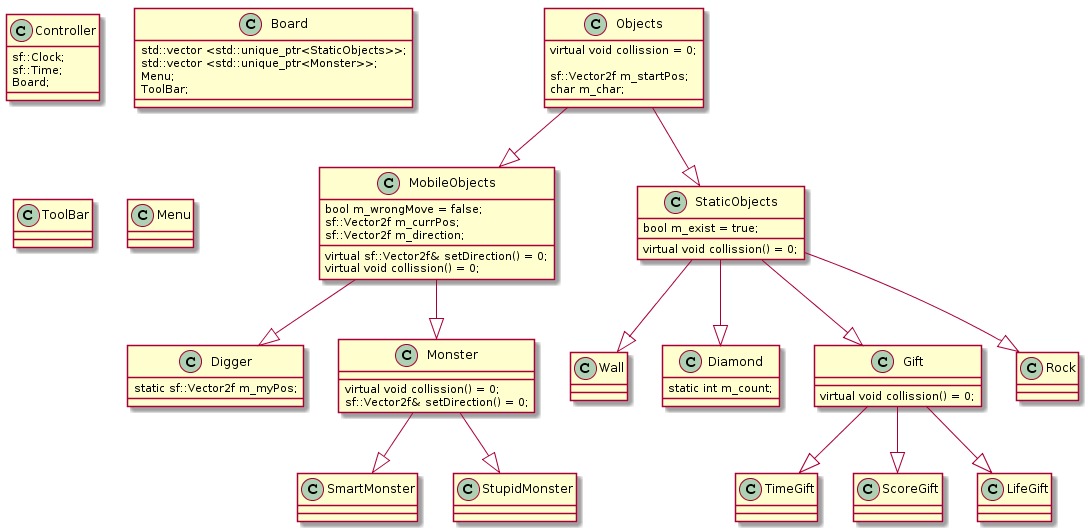 C Controller
sf::Clock;
sf::Time;
Board;
C Board
std::vector <std::unique_ptr<StaticObjects>>;
std::vector <std::unique_ptr<Monster>>;
Menu;
ToolBar;
C Objects
virtual void collission = 0;
sf::Vector2f m_startPos;
char m_char;
C ToolBar
C Menu
C MobileObjects
bool m_wrongMove = false;
sf::Vector2f m_currPos;
sf::Vector2f m_direction;
virtual sf::Vector2f& setDirection() = 0;
virtual void collission() = 0;
C StaticObjects
bool m_exist = true;
virtual void collission() = 0;
C Digger
static sf::Vector2f m_myPos;
C Monster
virtual void collission() = 0;
sf::Vector2f& setDirection() = 0;
C Wall
C Diamond
static int m_count;
C Gift
virtual void collission() = 0;
C Rock
C SmartMonster
C StupidMonster
C TimeGift
C ScoreGift
C LifeGift